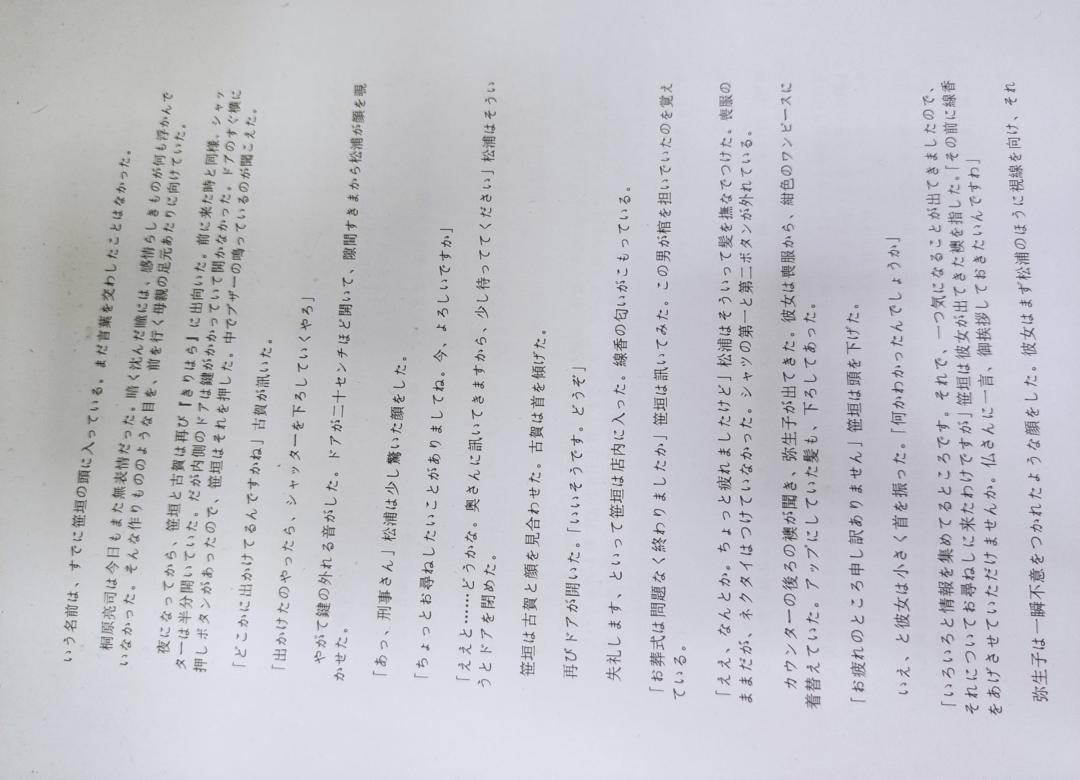 いう名前は、すでに笹垣の頭に入っている。まだ言葉を交わしたことはなかった。
桐原亮司は今日もまた無表情だった。暗く沈んだ瞳には、感情らしきものが何も浮かんで
いなかった。そんな作りもののような目を、前を行く母親の足元あたりに向けていた。
夜になってから、笹垣と古賀は再び『きりはら』に出向いた。前に来た時と同様、シャッ
ターは半分開いていた。だが内側のドアは鍵がかかっていて開かなかった。ドアのすぐ横に
押しボタンがあったので、笹垣はそれを押した。中でブザーの鳴っているのが聞こえた。
「どこかに出かけてるんですかね」古賀が訊いた。
「出かけたのやったら、シャッターを下ろしていくやろ」
やがて鍵の外れる音がした。ドアが二十センチほど開いて、隙間すきまから松浦が顔を覗
かせた。
「あっ、刑事さん」松浦は少し驚いた顔をした。
「ちょっとお尋ねしたいことがありましてね。今、よろしいですか」
「ええと……どうかな。奥さんに訊いてきますから、少し待っててください」松浦はそうい
うとドアを閉めた。
笹垣は古賀と顔を見合わせた。古賀は首を傾げた。
再びドアが開いた。「いいそうです。どうぞ」
失礼します、といって笹垣は店内に入った。線香の匂いがこもっている。
「お葬式は問題なく終わりましたか」笹垣は訊いてみた。この男が棺を担いでいたのを覚え
ている。
「ええ、なんとか。ちょっと疲れましたけど」松浦はそういって髪を撫なでつけた。喪服の
ままだが、ネクタイはつけていなかった。シャツの第一と第二ボタンが外れている。
カウンターの後ろの襖が開き、弥生子が出てきた。彼女は喪服から、紺色のワンピースに
着替えていた。アップにしていた髪も、下ろしてあった。
「お疲れのところ申し訳ありません」笹垣は頭を下げた。
いえ、と彼女は小さく首を振った。「何かわかったんでしょうか」
「いろいろと情報を集めてるところです。それで、一つ気になることが出てきましたので、
それについてお尋ねしに来たわけですが」笹垣は彼女が出てきた襖を指した。「その前に線香
をあげさせていただけませんか。仏さんに一言、御挨拶しておきたいんですわ」
弥生子は一瞬不意をつかれたような顔をした。彼女はまず松浦のほうに視線を向け、それ